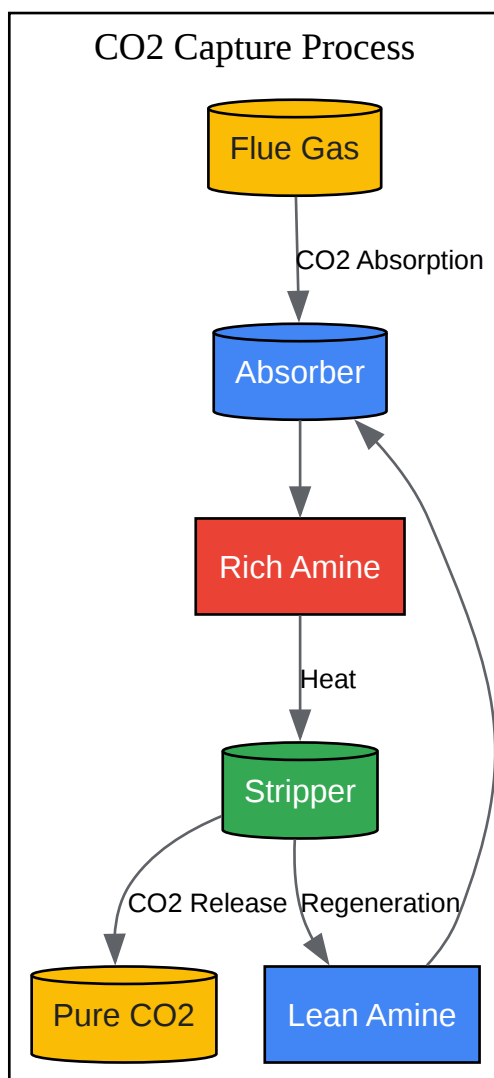 CO2 Capture Process
Flue Gas
CO2 Absorption
Absorber
Rich Amine
Heat
Stripper
CO2 Release
Regeneration
Pure CO2
Lean Amine